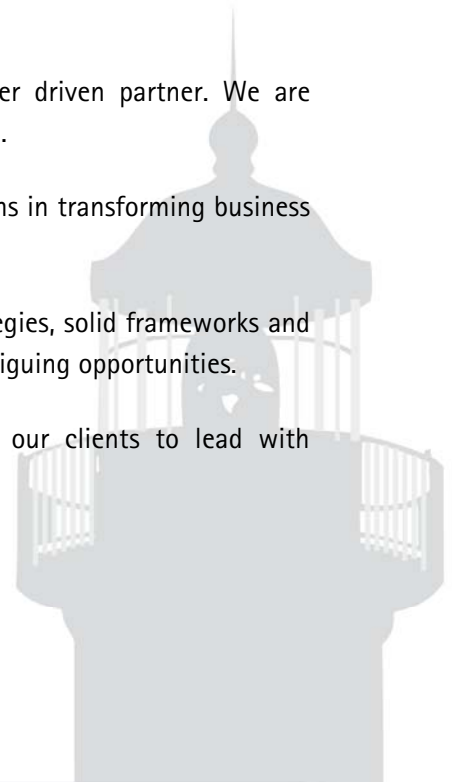 er driven partner. We are
.
ns in transforming business
egies, solid frameworks and
iguing opportunities.
our clients to lead with